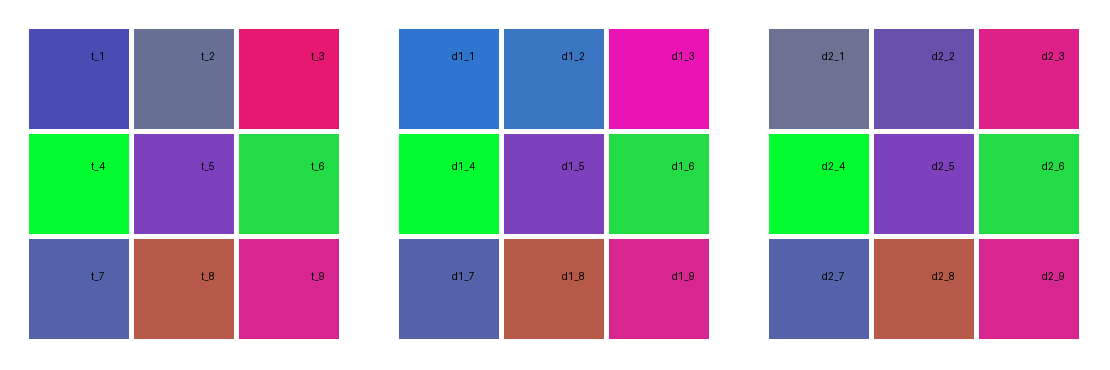 t_1 t_2 t_3 d1_1 d1_2 d1_3 d2_1 d2_2 d2_3
t_4 t_5 t_6 d1_4 d1_5 d1_6 d2_4 d2_5 d2_6
t_7 t_8 t_9 d1_7 d1_8 d1_9 d2_7 d2_8 d2_9